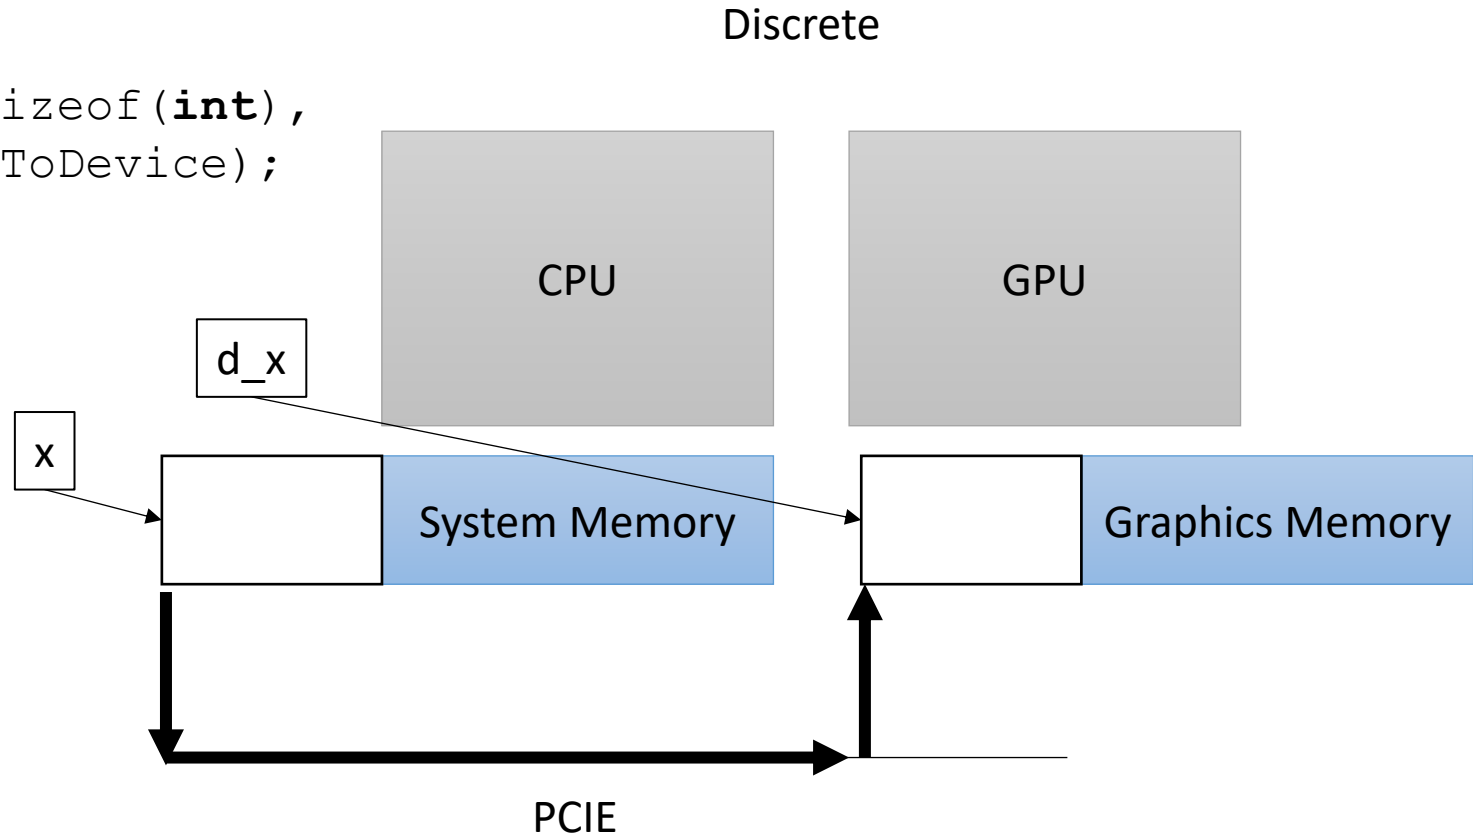 Discrete
izeof(int),
ToDevice);
CPU
GPU
d_x
x
System Memory
Graphics Memory
PCIE